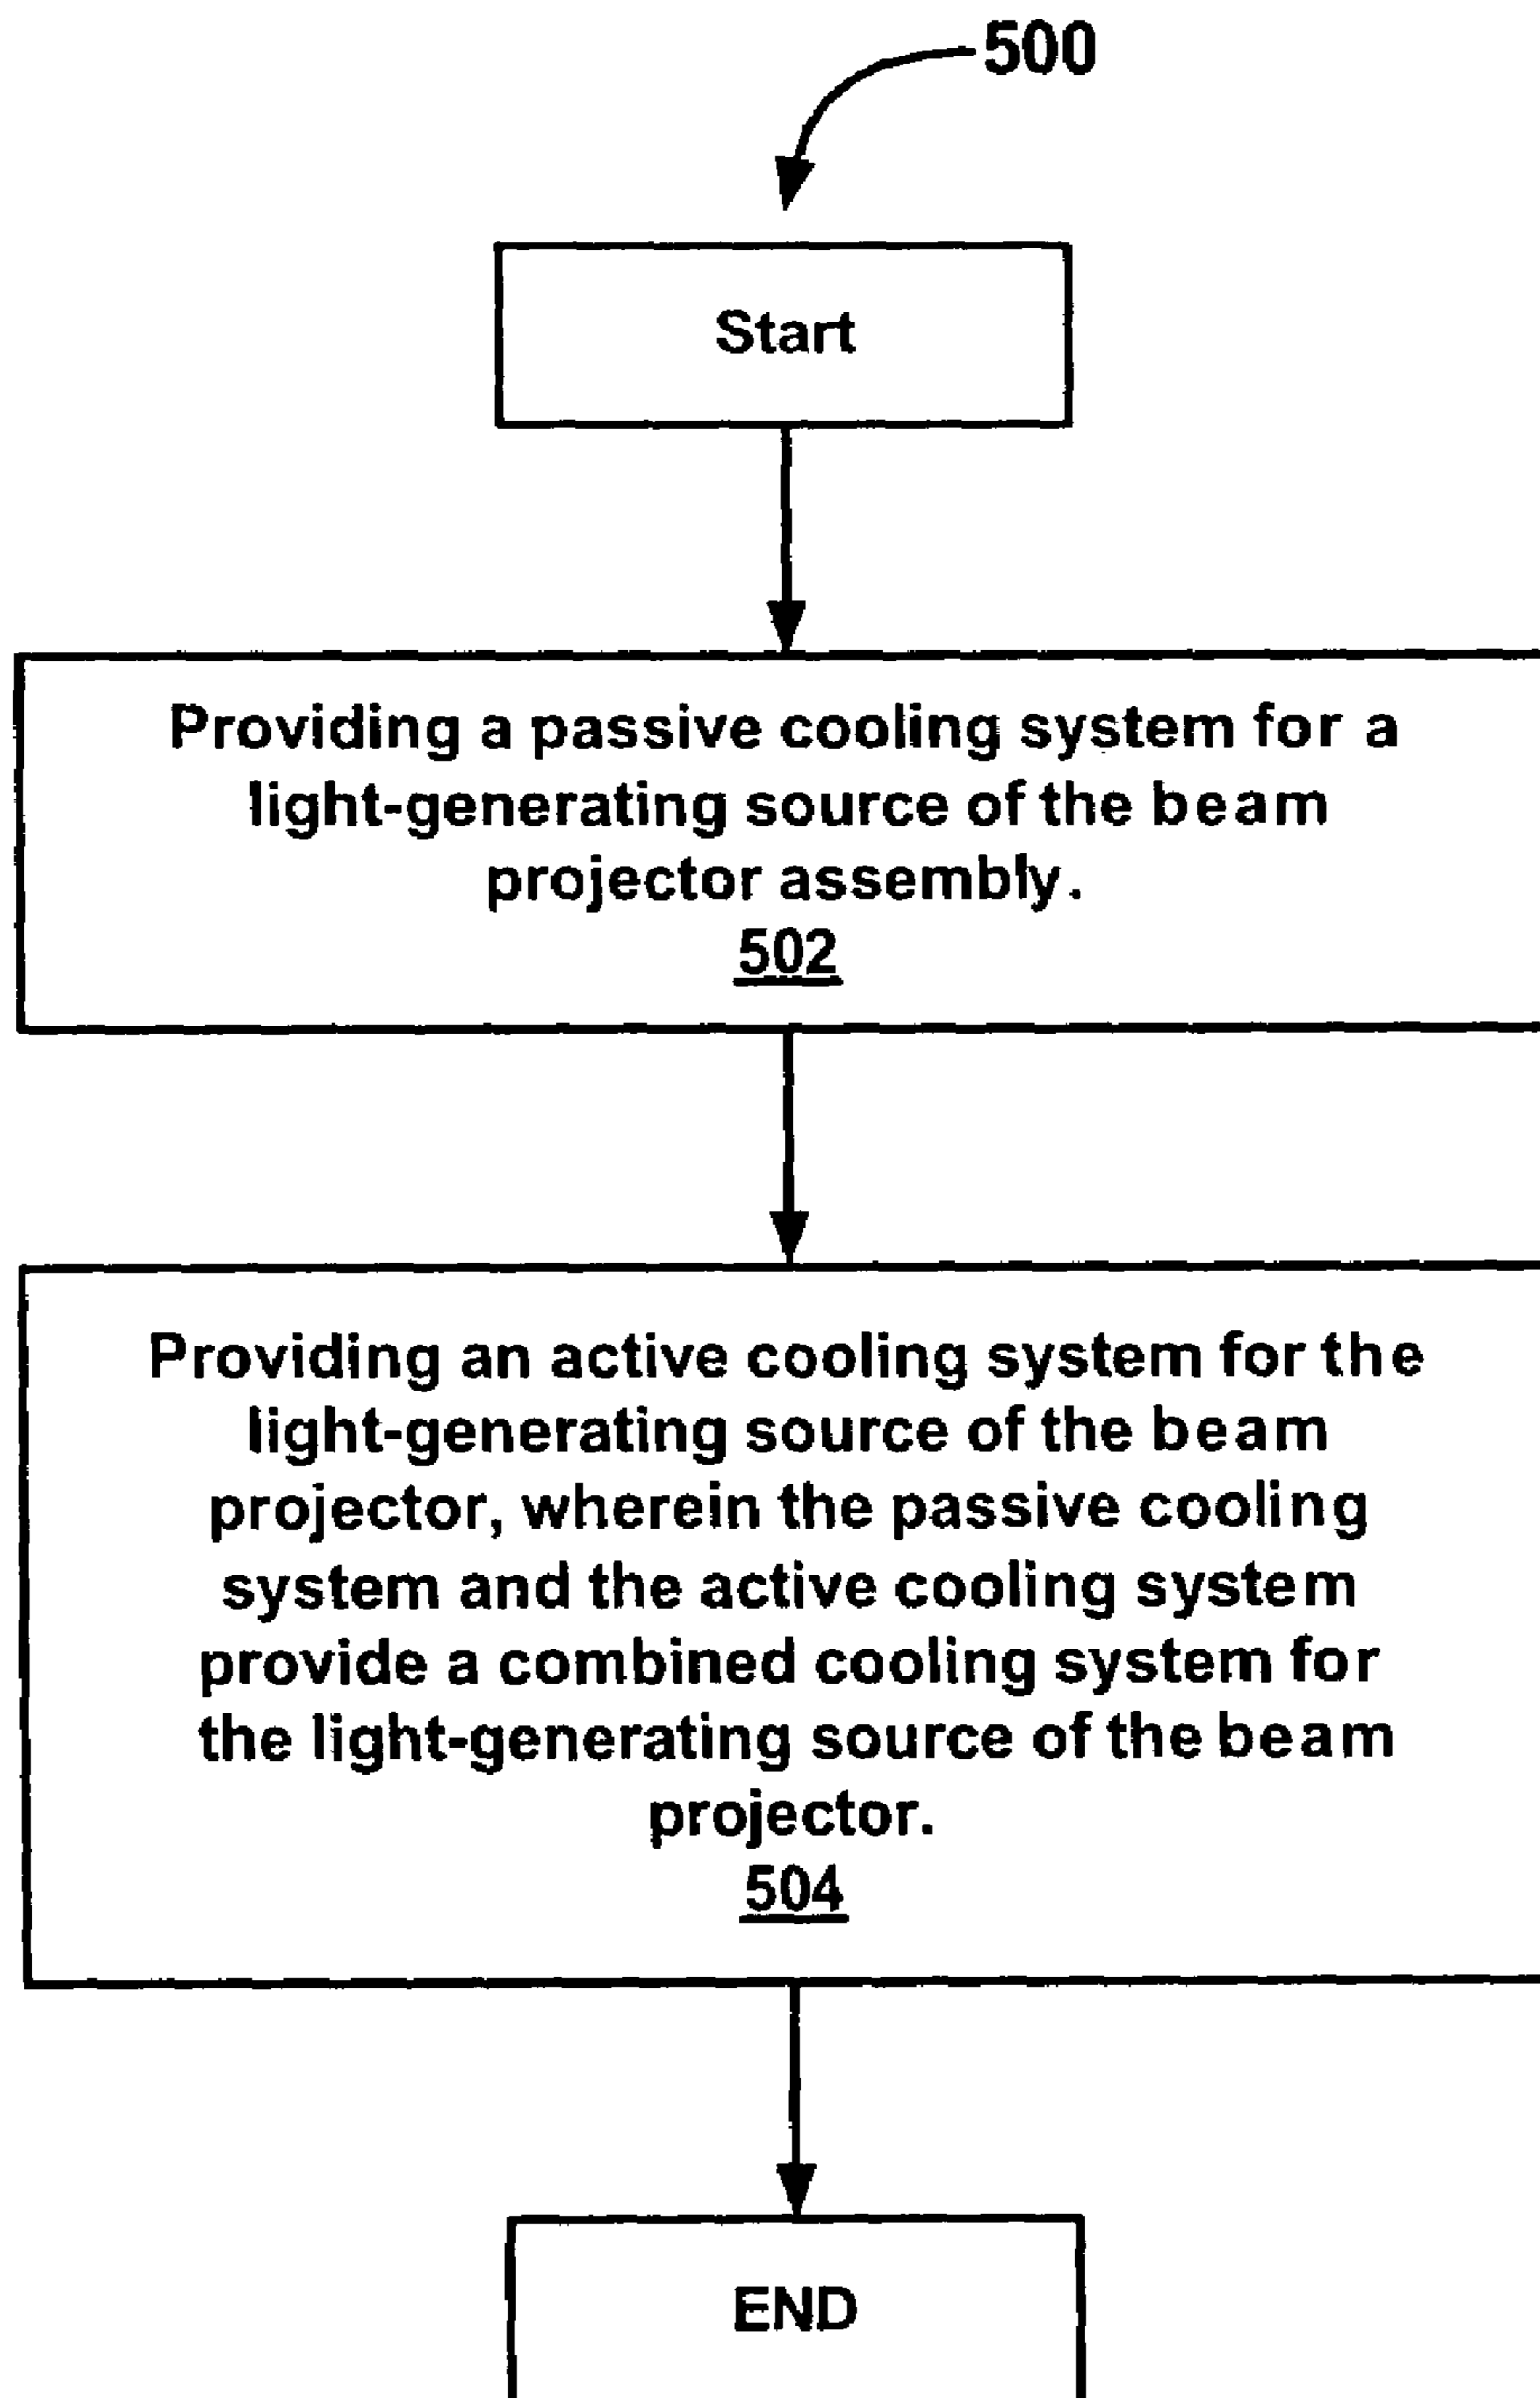 500
Start
Providing a passive cooling system for a
light-generating source of the beam
projector assembly.
502
Providing an active cooling system for the
light-generating source of the beam
projector, wherein the passive cooling
system and the active cooling system
provide a combined cooling system for
the light-generating source of the beam
projector.
504
END